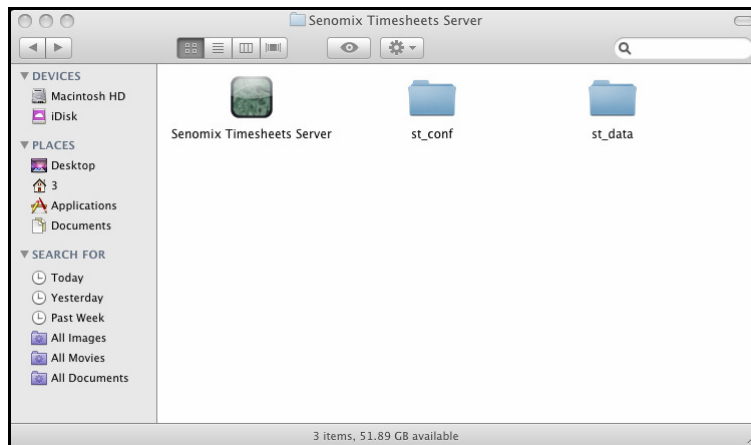 Senomix Timesheets Server
DEVICES
Macintosh HD
iDisk
PLACES
Desktop
3
Applications
Documents
SEARCH FOR
Today
Yesterday
Past Week
All Images
All Movies
All Documents
Senomix Timesheets Server
st_conf
st_data
3 items, 51.89 GB available